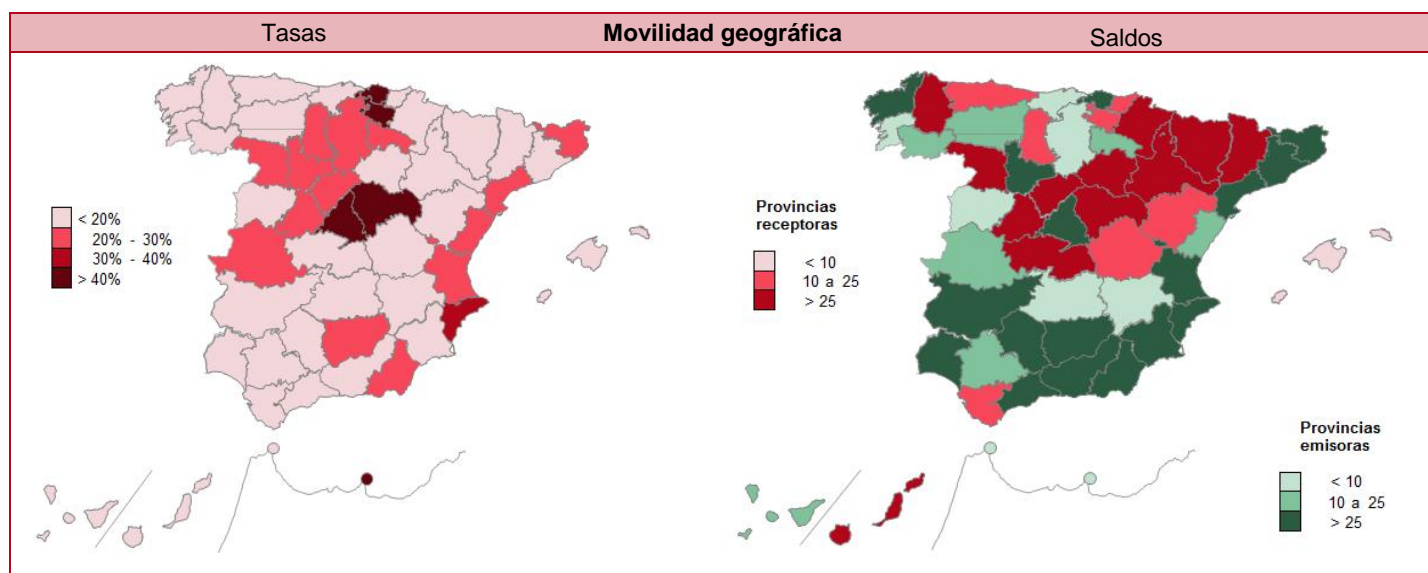 Tasas
Movilidad geográfica
Saldos
< 20%
20% - 30%
30% - 40%
> 40%
Provincias
receptoras
< 10
10 a 25
> 25
Provincias
emisoras
< 10
10 a 25
> 25